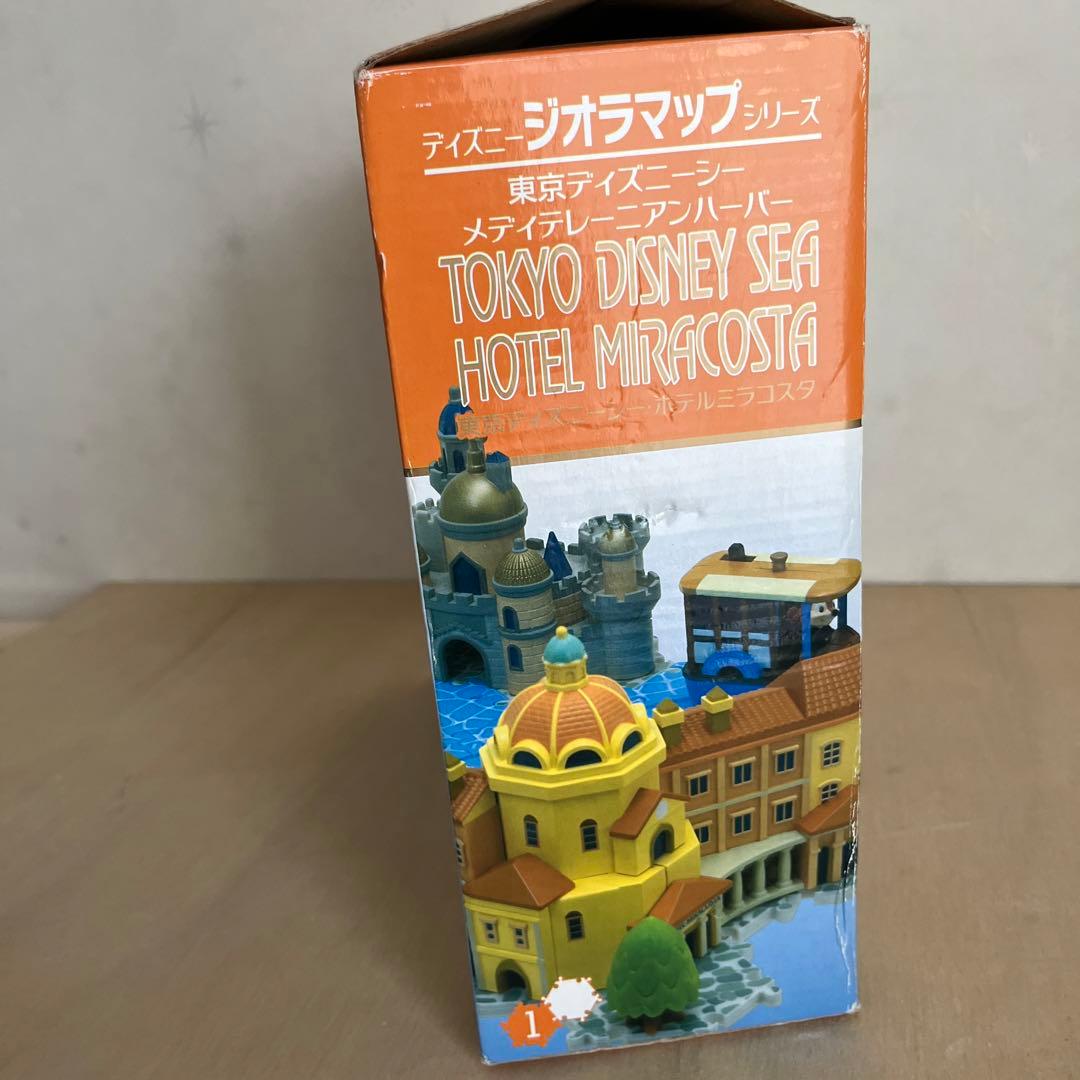 ディズニージオラマップシリーズ
東京ディズニーシー
メディテレーニアンハーバー
TOKYO DISNEY SEA
HOTEL MIRACOSTA
東京ディズニーシー・ホテルミラコスタ
1